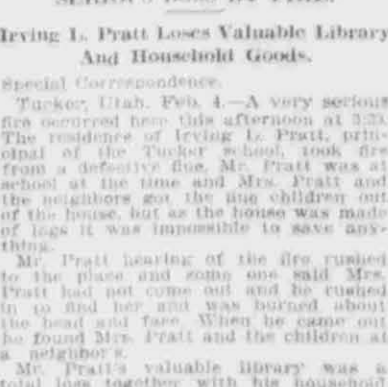 Irving L. Pratt Loses Valuable Library
And Household Goods.
Special Correspondence.
Tucker, Utah, Feb. 4.—A very serious
fire occurred here this afternoon at 3:23.
The residence of Irving L. Pratt, prin-
cipal of the Tucker school, took fire
from a defective flue. Mr. Pratt was at
school at the time and Mrs. Pratt and
the neighbors got the children out
of the house, but as the house was made
of logs it was impossible to save any-
thing.
Mr. Pratt hearing of the fire rushed
to the place and some one said Mrs.
Pratt had not come out and he rushed
in to find her and was burned about
the head and face. When he came out
he found Mrs. Pratt and the children at
a neighbor's.
Mr. Pratt's valuable library was a
total loss together with his household